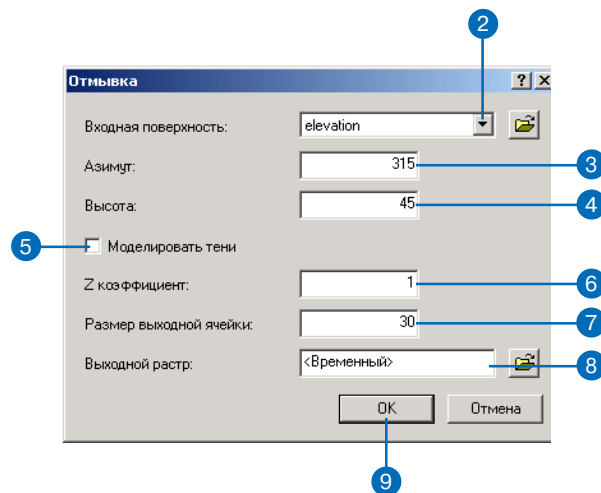 2
Отмывка
Входная поверхность: elevation
Азимут: 315 3
Высота: 45 4
5 Моделировать тени
Z коэффициент: 1 6
Размер выходной ячейки: 30 7
Выходной растр: <Временный> 8
OK Отмена
9